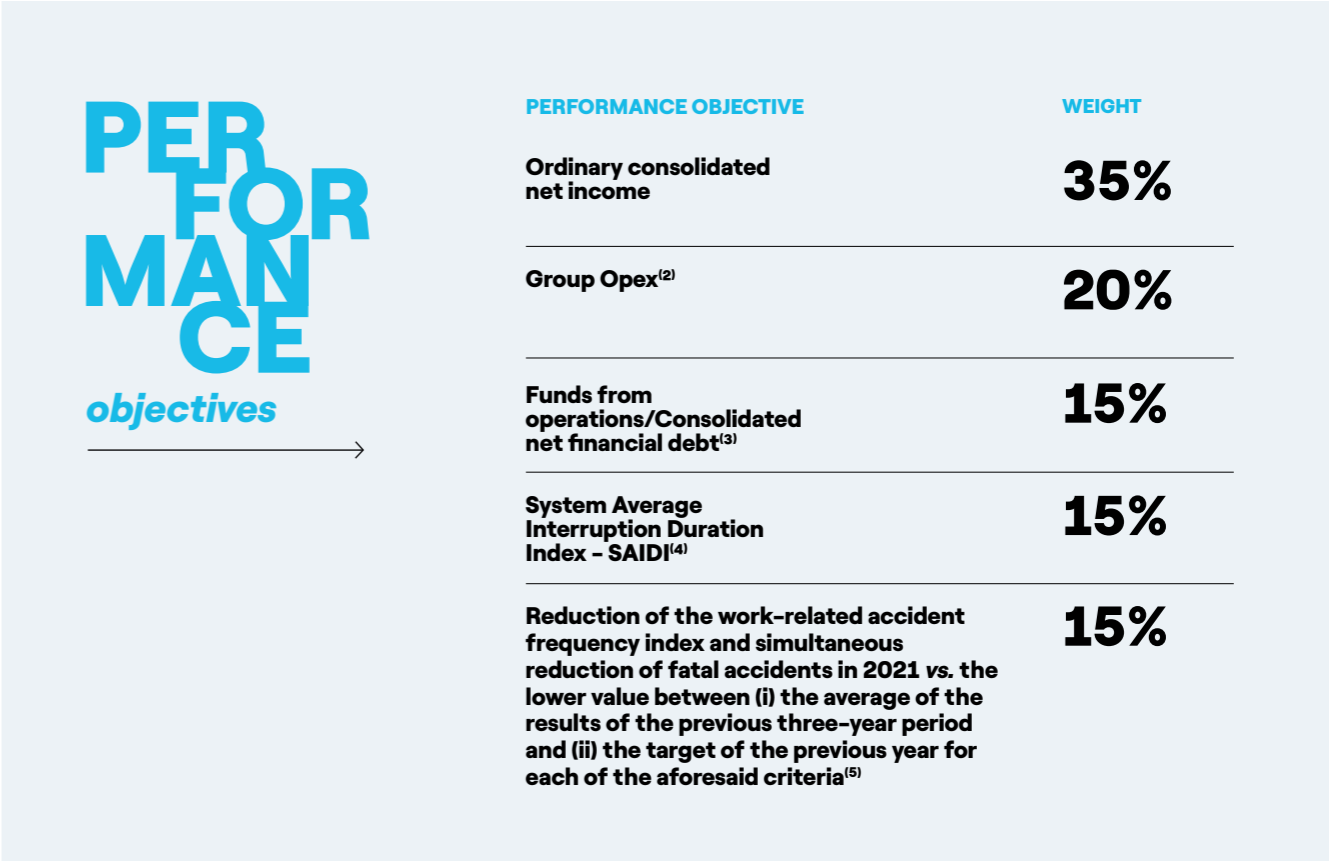 PER
FOR
MAN
CE
objectives
PERFORMANCE OBJECTIVE
WEIGHT
Ordinary consolidated
net income
35%
Group Opex(2)
20%
Funds from
operations/Consolidated
net financial debt(3)
15%
System Average
Interruption Duration
Index - SAIDI(4)
15%
Reduction of the work-related accident
frequency index and simultaneous
reduction of fatal accidents in 2021 vs. the
lower value between (i) the average of the
results of the previous three-year period
and (ii) the target of the previous year for
each of the aforesaid criteria(5)
15%